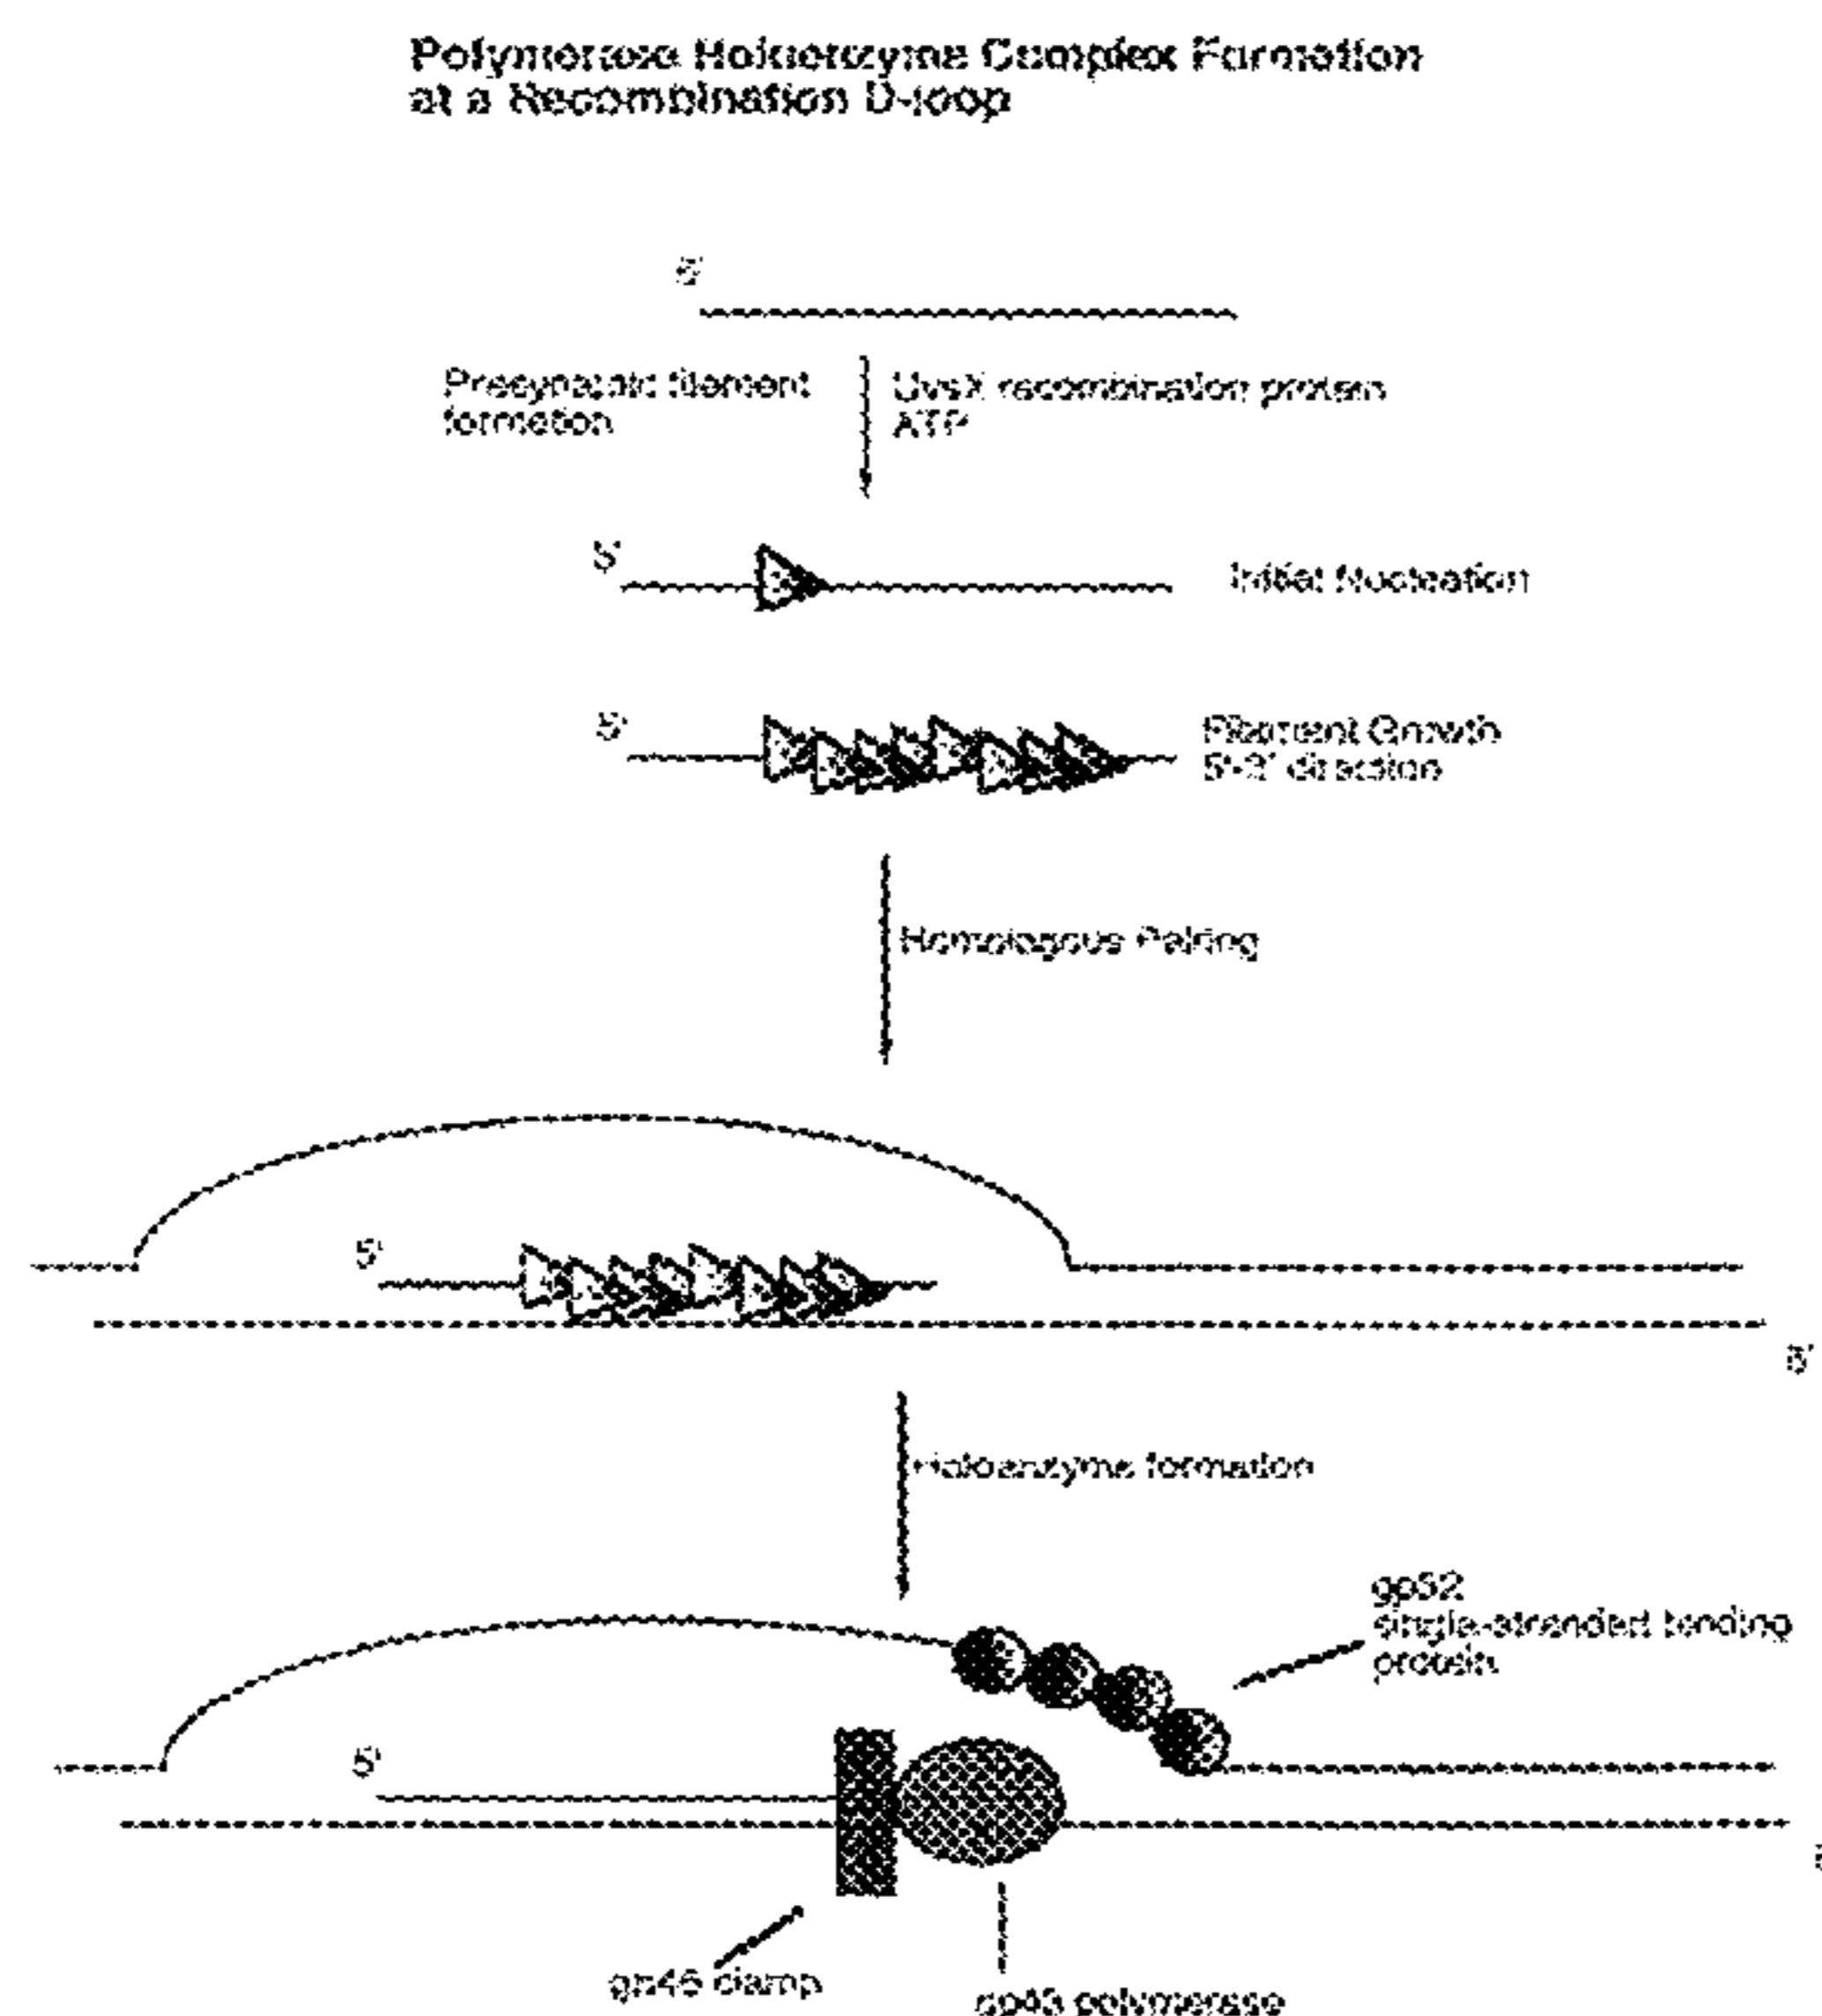 Polymerase Holoenzyme Complex Formation
at a Recombination D-loop
5'
Presynaptic filament
formation
UvsX recombination protein
ATP
5'
Initial Nucleation
5'
Filament Growth
5'-3' direction
Homologous Pairing
5'
5'
Holoenzyme formation
gp32
single-stranded binding
protein
5'
gp45 clamp
gp43 polymerase